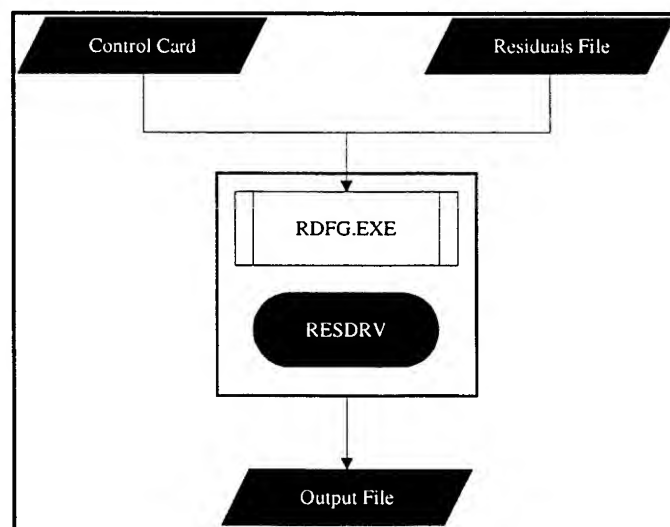 Control Card
Residuals File
RDFG.EXE
RESDRV
Output File